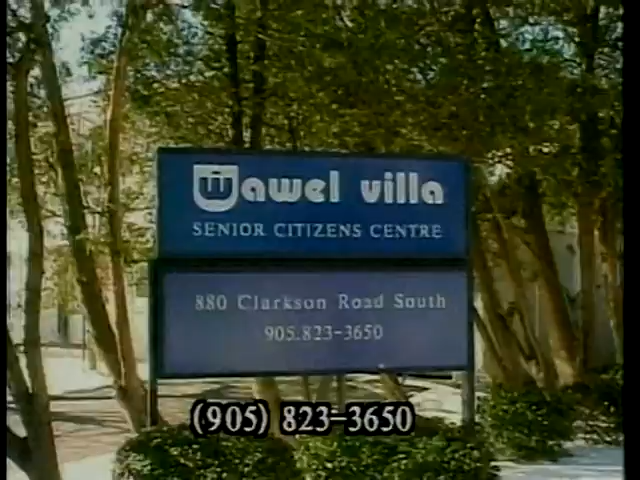 Wawel villa
SENIOR CITIZENS CENTRE
880 Clarkson Road South
905.823-3650
(905) 823-3650